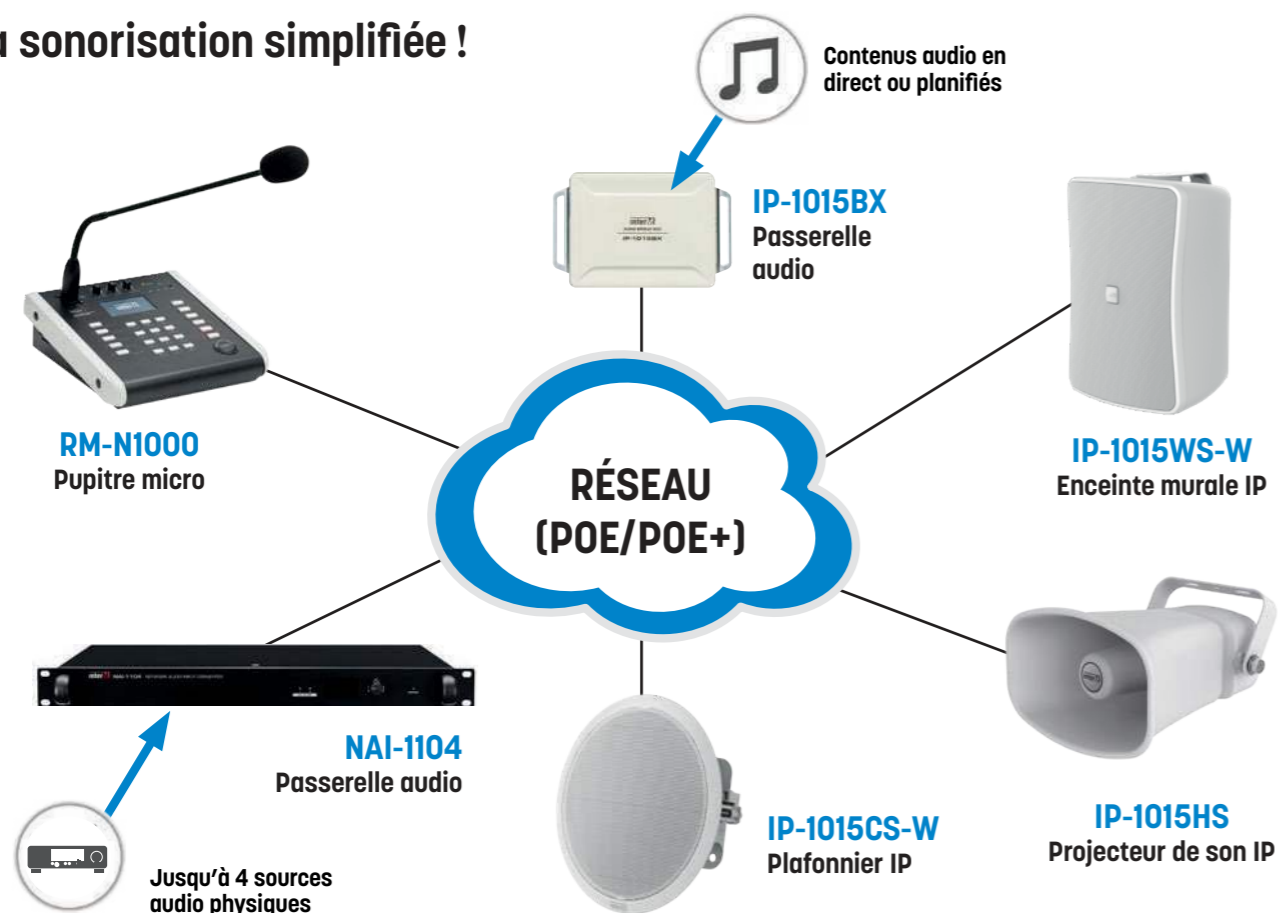 a sonorisation simplifiée !
Contenus audio en
direct ou planifiés
IP-1015BX
Passerelle
audio
RM-N1000
Pupitre micro
IP-1015WS-W
Enceinte murale IP
RÉSEAU
(POE/POE+)
NAI-1104
Passerelle audio
Jusqu'à 4 sources
audio physiques
IP-1015CS-W
Plafonnier IP
IP-1015HS
Projecteur de son IP